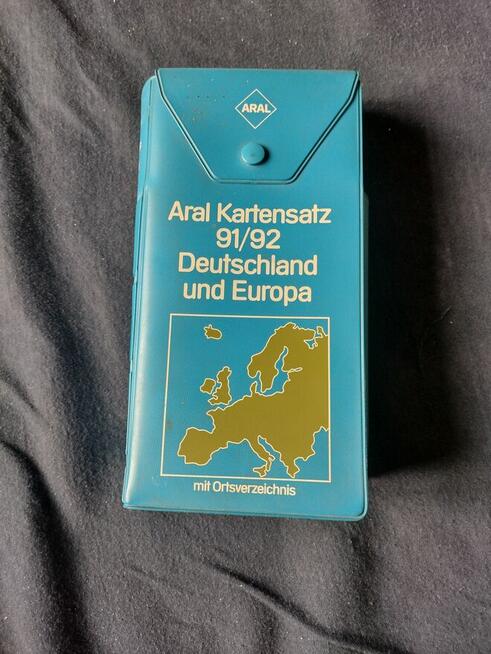 ARAL
Aral Kartensatz
91/92
Deutschland
und Europa
mit Ortsverzeichnis